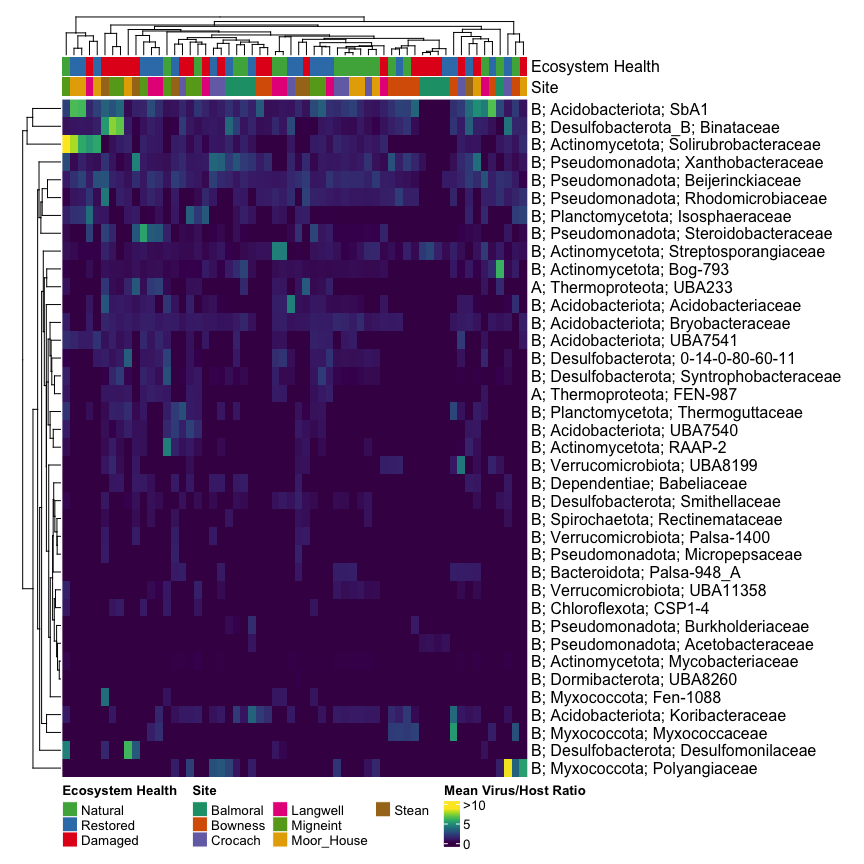 Ecosystem Health
Site
B; Acidobacteriota; SbA1
B; Desulfobacterota_B; Binataceae
B; Actinomycetota; Solirubrobacteraceae
B; Pseudomonadota; Xanthobacteraceae
B; Pseudomonadota; Beijerinckiaceae
B; Pseudomonadota; Rhodomicrobiaceae
B; Planctomycetota; Isosphaeraceae
B; Pseudomonadota; Steroidobacteraceae
B; Actinomycetota; Streptosporangiaceae
B; Actinomycetota; Bog-793
A; Thermoproteota; UBA233
B; Acidobacteriota; Acidobacteriaceae
B; Acidobacteriota; Bryobacteraceae
B; Acidobacteriota; UBA7541
B; Desulfobacterota; 0-14-0-80-60-11
B; Desulfobacterota; Syntrophobacteraceae
A; Thermoproteota; FEN-987
B; Planctomycetota; Thermoguttaceae
B; Acidobacteriota; UBA7540
B; Actinomycetota; RAAP-2
B; Verrucomicrobiota; UBA8199
B; Dependentiae; Babeliaceae
B; Desulfobacterota; Smithellaceae
B; Spirochaetota; Rectinemataceae
B; Verrucomicrobiota; Palsa-1400
B; Pseudomonadota; Micropepsaceae
B; Bacteroidota; Palsa-948_A
B; Verrucomicrobiota; UBA11358
B; Chloroflexota; CSP1-4
B; Pseudomonadota; Burkholderiaceae
B; Pseudomonadota; Acetobacteraceae
B; Actinomycetota; Mycobacteriaceae
B; Dormibacterota; UBA8260
B; Myxococcota; Fen-1088
B; Acidobacteriota; Koribacteraceae
B; Myxococcota; Myxococcaceae
B; Desulfobacterota; Desulfomonilaceae
B; Myxococcota; Polyangiaceae
Ecosystem Health
Natural
Restored
Damaged
Site
Balmoral
Bowness
Crocach
Langwell
Migneint
Moor_House
Stean
Mean Virus/Host Ratio
>10
5
0